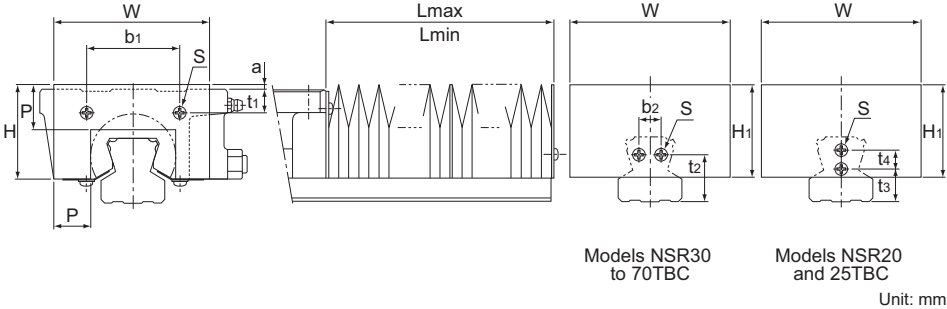 W
b1
S
a
t1
P
H
P
Lmax
Lmin
W
b2
S
H1
t2
W
S
H1
t4
t3
Models NSR30
to 70TBC
Models NSR20
and 25TBC
Unit: mm